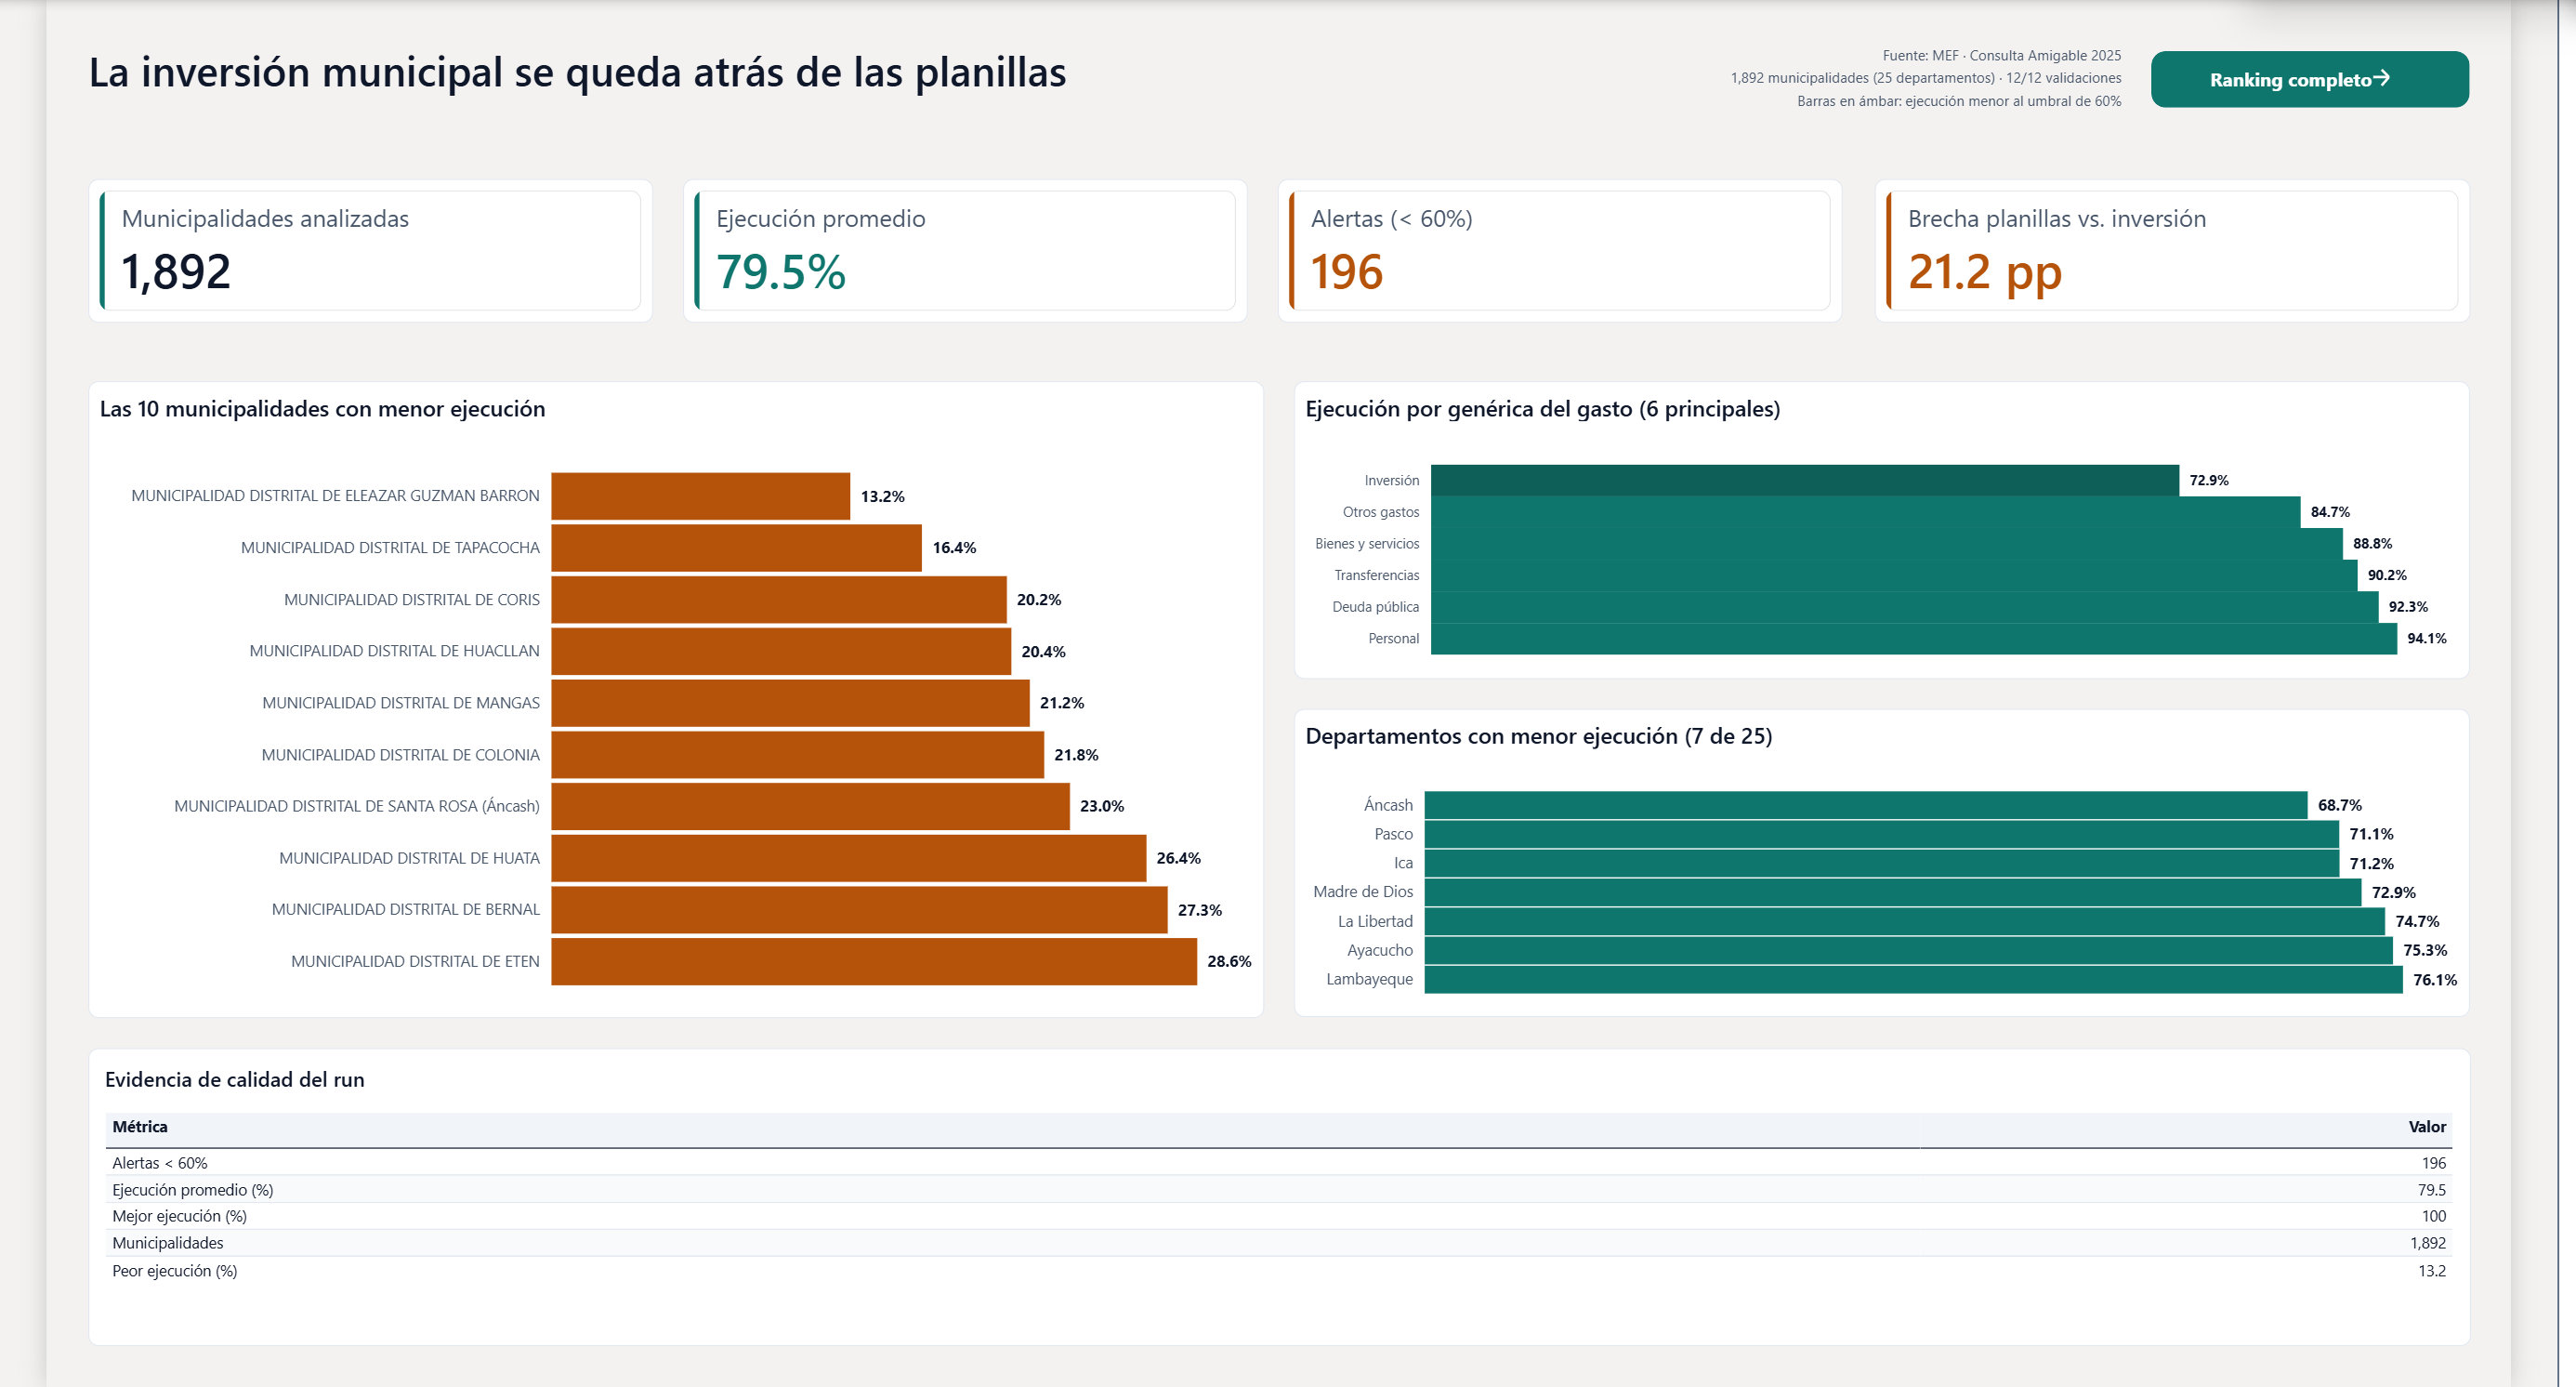 La inversión municipal se queda atrás de las planillas
Fuente: MEF · Consulta Amigable 2025
1,892 municipalidades (25 departamentos) · 12/12 validaciones
Barras en ámbar: ejecución menor al umbral de 60%
Ranking completo→
Municipalidades analizadas
1,892
Ejecución promedio
79.5%
Alertas (< 60%)
196
Brecha planillas vs. inversión
21.2 pp
Las 10 municipalidades con menor ejecución
MUNICIPALIDAD DISTRITAL DE ELEAZAR GUZMAN BARRON 13.2%
MUNICIPALIDAD DISTRITAL DE TAPACOCHA 16.4%
MUNICIPALIDAD DISTRITAL DE CORIS 20.2%
MUNICIPALIDAD DISTRITAL DE HUACLLAN 20.4%
MUNICIPALIDAD DISTRITAL DE MANGAS 21.2%
MUNICIPALIDAD DISTRITAL DE COLONIA 21.8%
MUNICIPALIDAD DISTRITAL DE SANTA ROSA (Áncash) 23.0%
MUNICIPALIDAD DISTRITAL DE HUATA 26.4%
MUNICIPALIDAD DISTRITAL DE BERNAL 27.3%
MUNICIPALIDAD DISTRITAL DE ETEN 28.6%
Ejecución por genérica del gasto (6 principales)
Inversión 72.9%
Otros gastos 84.7%
Bienes y servicios 88.8%
Transferencias 90.2%
Deuda pública 92.3%
Personal 94.1%
Departamentos con menor ejecución (7 de 25)
Áncash 68.7%
Pasco 71.1%
Ica 71.2%
Madre de Dios 72.9%
La Libertad 74.7%
Ayacucho 75.3%
Lambayeque 76.1%
Evidencia de calidad del run
Métrica Valor
Alertas < 60% 196
Ejecución promedio (%) 79.5
Mejor ejecución (%) 100
Municipalidades 1,892
Peor ejecución (%) 13.2